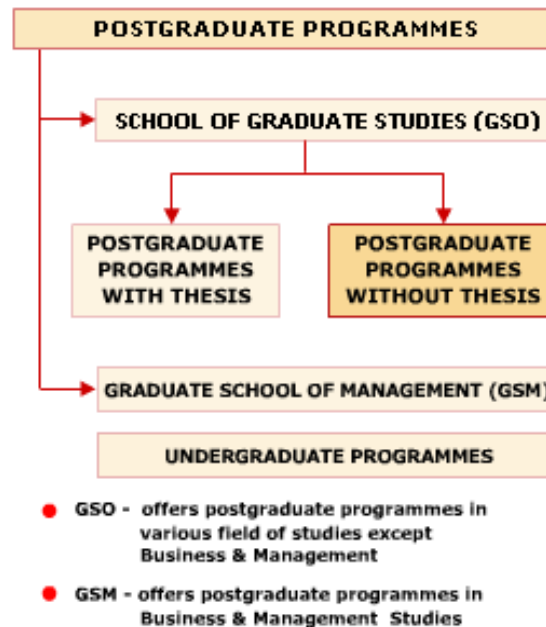 POSTGRADUATE PROGRAMMES
SCHOOL OF GRADUATE STUDIES (GSO)
POSTGRADUATE
PROGRAMMES
WITH THESIS
POSTGRADUATE
PROGRAMMES
WITHOUT THESIS
GRADUATE SCHOOL OF MANAGEMENT (GSM)
UNDERGRADUATE PROGRAMMES
GSO - offers postgraduate programmes in
various field of studies except
Business & Management
GSM - offers postgraduate programmes in
Business & Management Studies